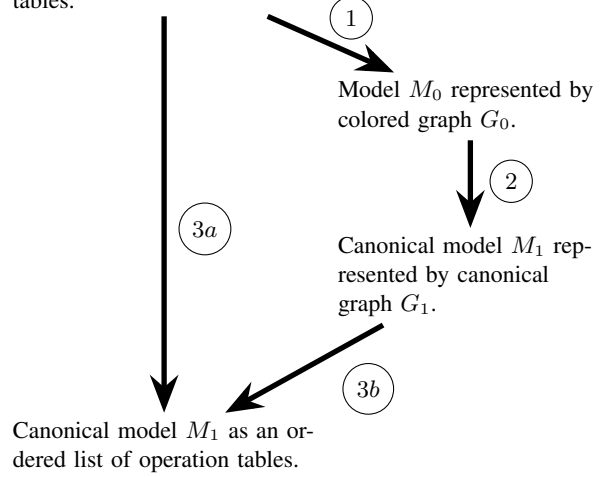 tables.
1
Model M₀ represented by
colored graph G₀.
2
3a
Canonical model M₁ rep-
resented by canonical
graph G₁.
3b
Canonical model M₁ as an or-
dered list of operation tables.